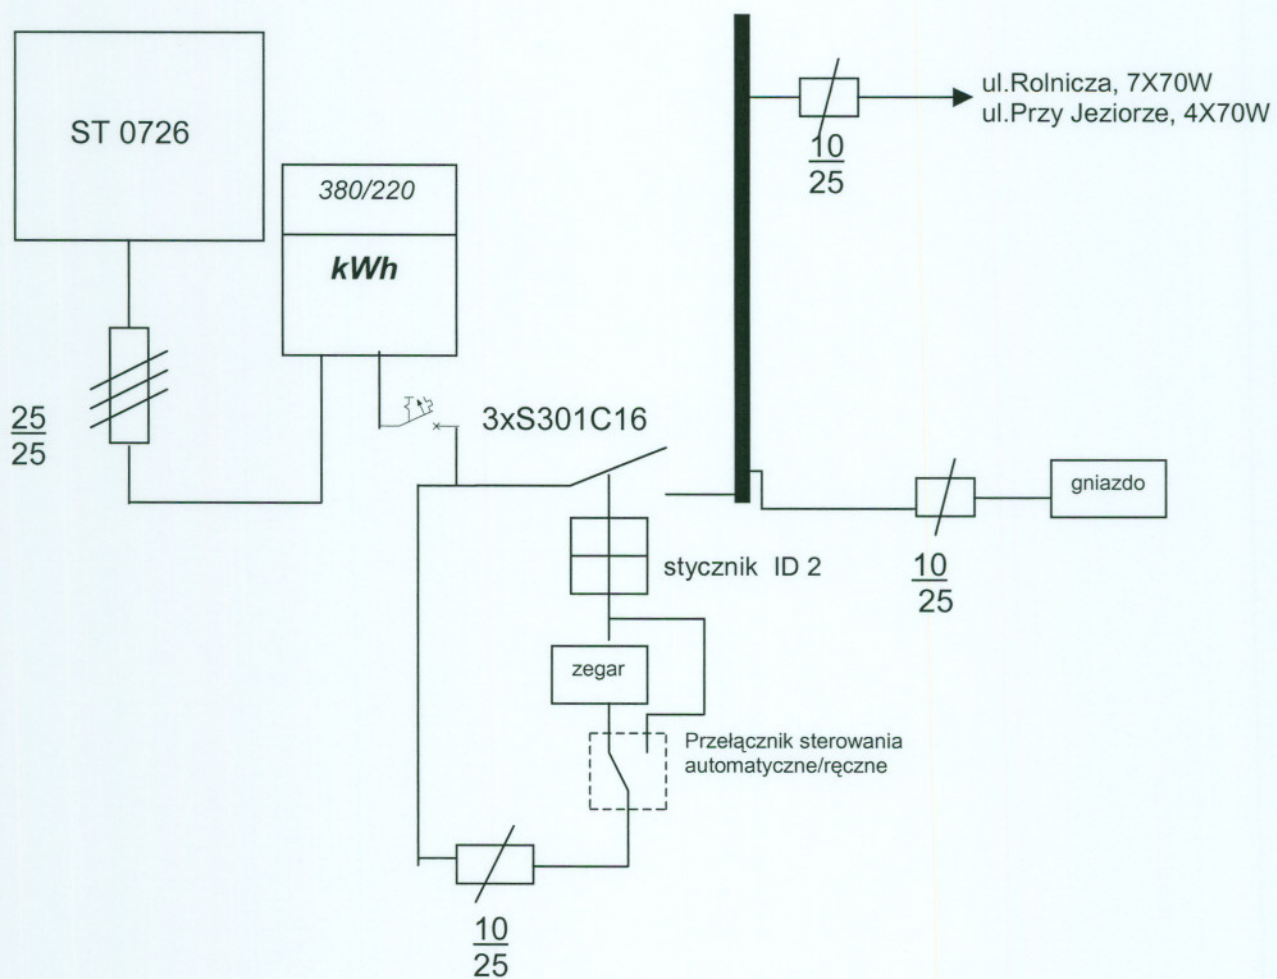 ST 0726
380/220
kWh
25
25
3xS301C16
ul.Rolnicza, 7X70W
ul.Przy Jeziorze, 4X70W
10
25
gniazdo
10
25
stycznik ID 2
zegar
Przełącznik sterowania
automatyczne/ręczne
10
25